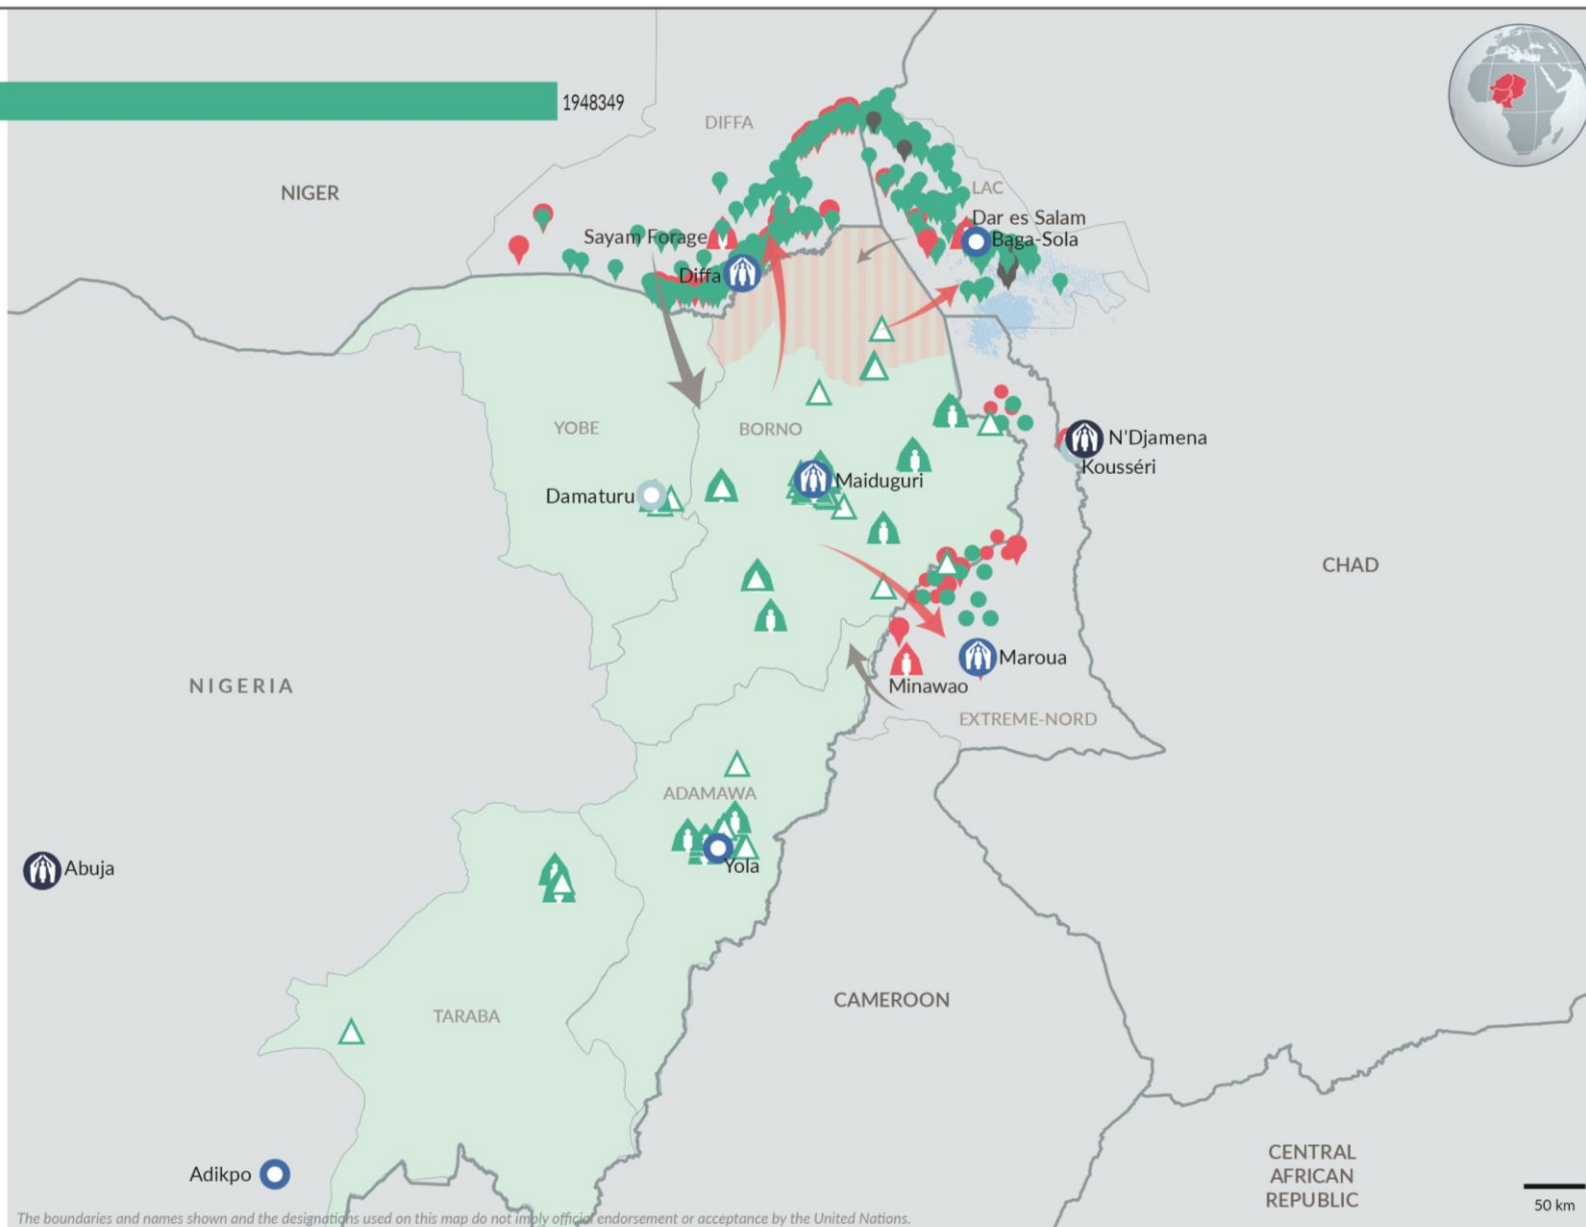 1948349
DIFFA
NIGER
LAC
Dar es Salam
Sayam Forage
Baga-Sola
Diffa
YOBE
BORNO
N'Djamena
Kousséri
Maiduguri
Damaturu
CHAD
Maroua
Minawao
NIGERIA
EXTREME-NORD
ADAMAWA
Yola
Abuja
CAMEROON
TARABA
CENTRAL
AFRICAN
REPUBLIC
Adikpo
50 km
The boundaries and names shown and the designations used on this map do not imply official endorsement or acceptance by the United Nations.